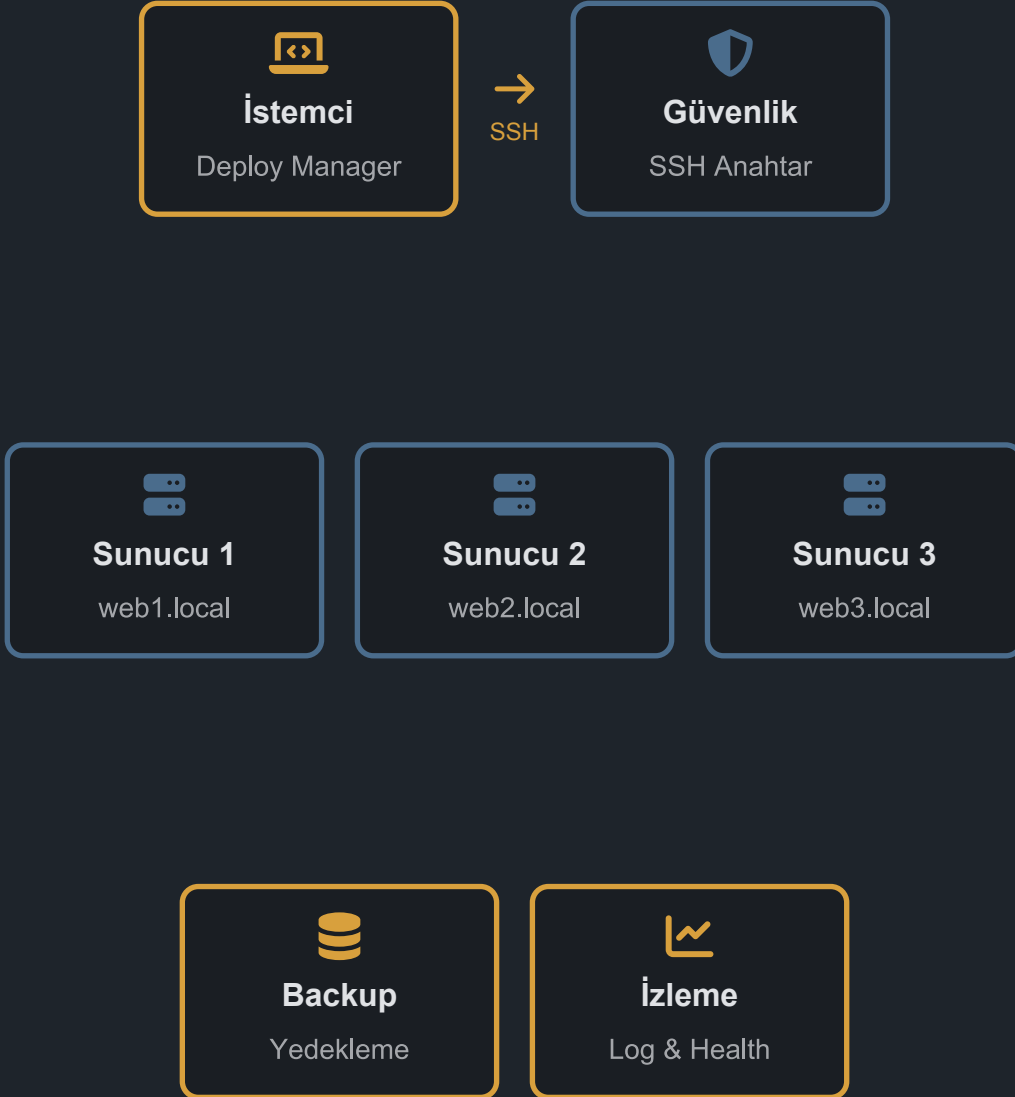 İstemci
Deploy Manager
SSH
Güvenlik
SSH Anahtar
Sunucu 1
web1.local
Sunucu 2
web2.local
Sunucu 3
web3.local
Backup
Yedekleme
İzleme
Log & Health